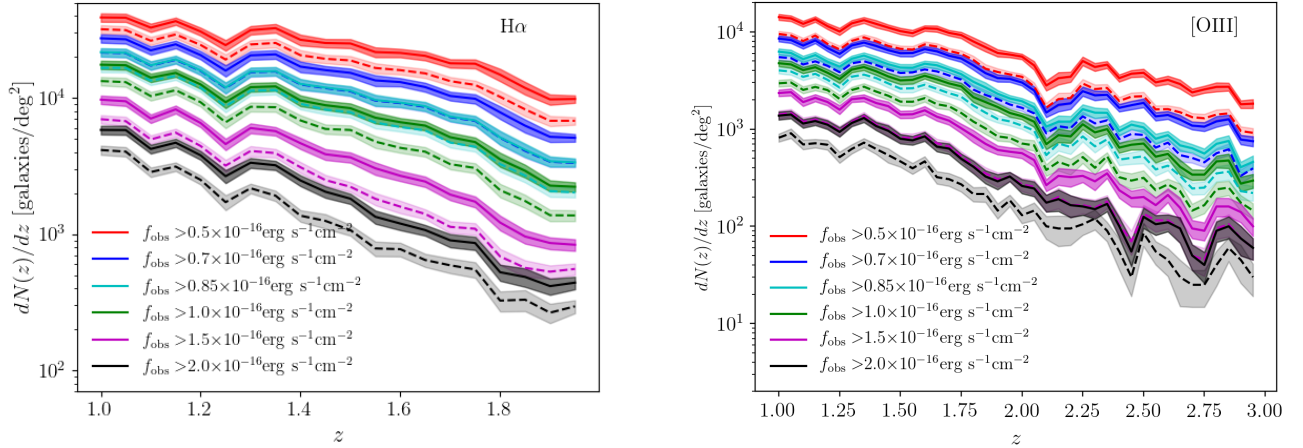 Hα
dN(z)/dz [galaxies/deg²]
10⁴
10³
10²
f_obs >0.5×10⁻¹⁶erg s⁻¹cm⁻²
f_obs >0.7×10⁻¹⁶erg s⁻¹cm⁻²
f_obs >0.85×10⁻¹⁶erg s⁻¹cm⁻²
f_obs >1.0×10⁻¹⁶erg s⁻¹cm⁻²
f_obs >1.5×10⁻¹⁶erg s⁻¹cm⁻²
f_obs >2.0×10⁻¹⁶erg s⁻¹cm⁻²
1.0 1.2 1.4 1.6 1.8
z
[OIII]
dN(z)/dz [galaxies/deg²]
10⁴
10³
10²
10¹
f_obs >0.5×10⁻¹⁶erg s⁻¹cm⁻²
f_obs >0.7×10⁻¹⁶erg s⁻¹cm⁻²
f_obs >0.85×10⁻¹⁶erg s⁻¹cm⁻²
f_obs >1.0×10⁻¹⁶erg s⁻¹cm⁻²
f_obs >1.5×10⁻¹⁶erg s⁻¹cm⁻²
f_obs >2.0×10⁻¹⁶erg s⁻¹cm⁻²
1.00 1.25 1.50 1.75 2.00 2.25 2.50 2.75 3.00
z